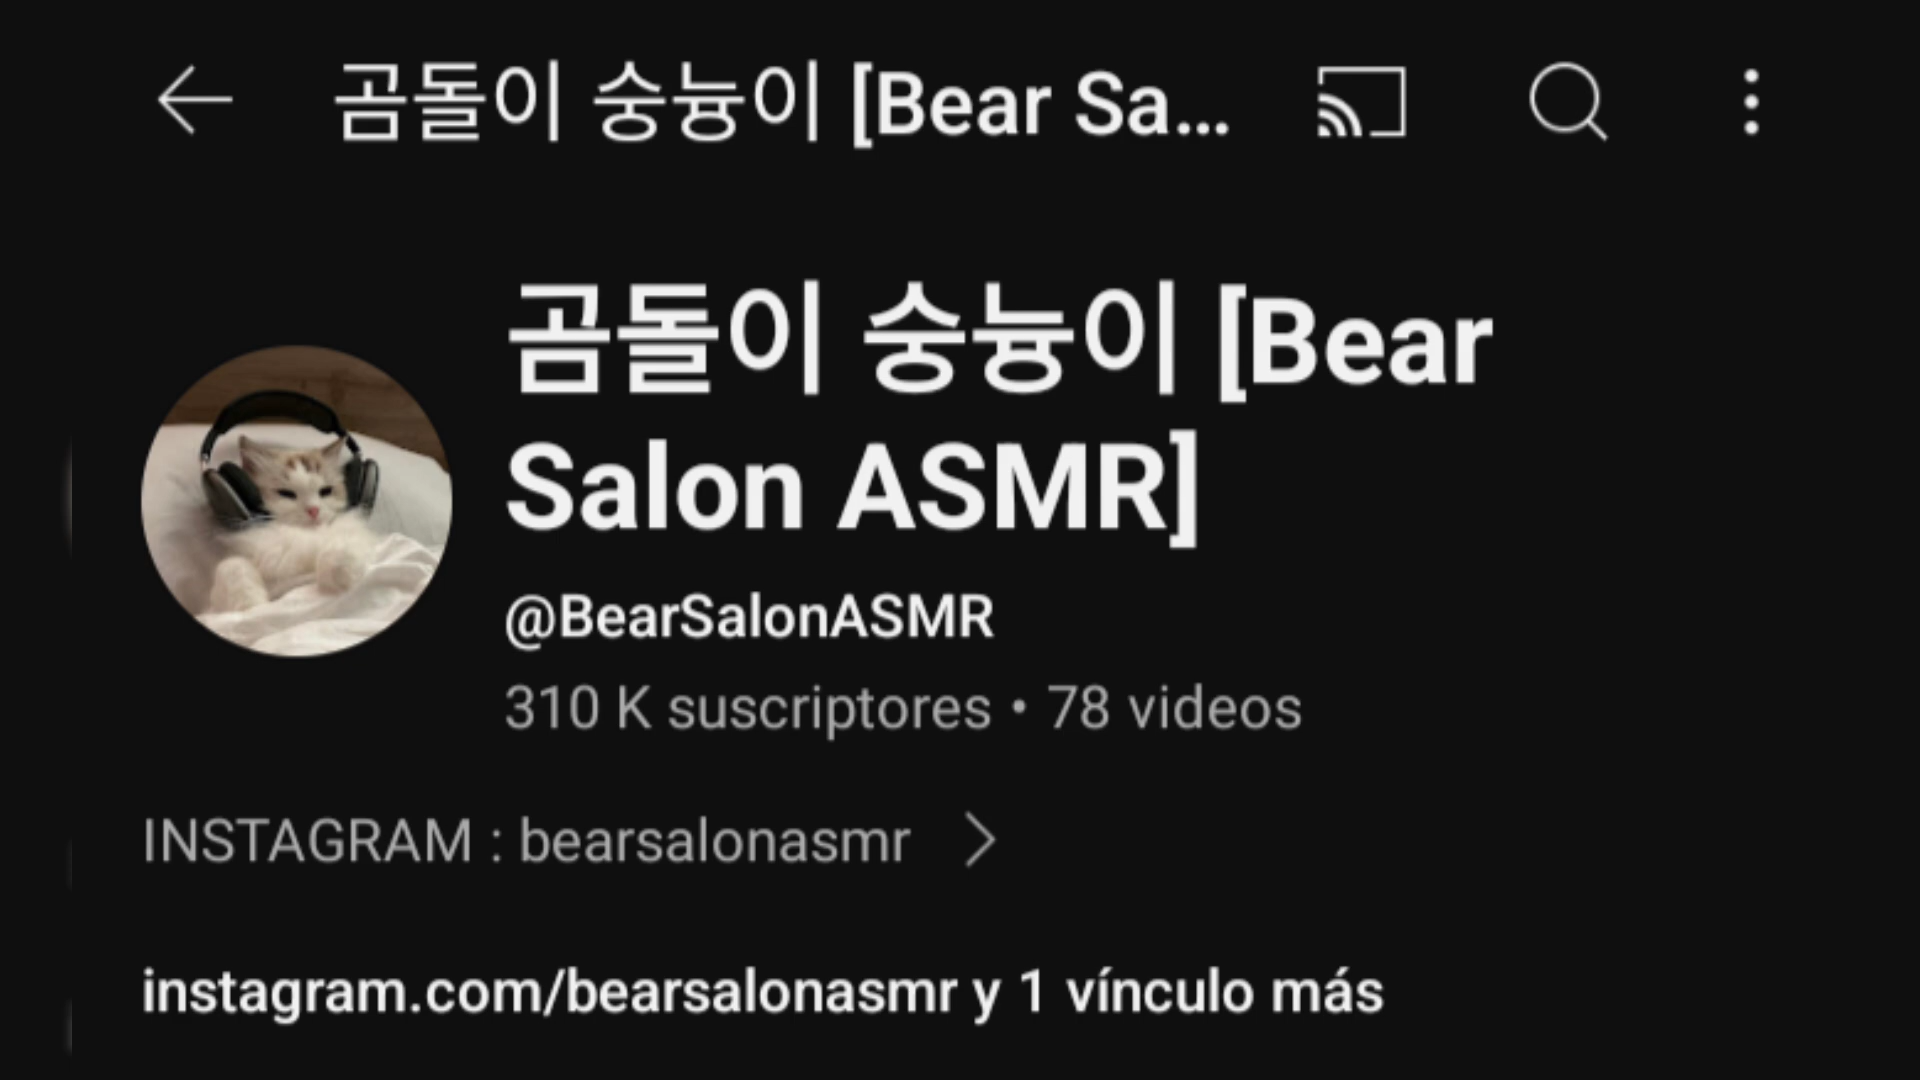 곰돌이 숭늉이 [Bear Sa...
곰돌이 숭늉이 [Bear
Salon ASMR]
@BearSalonASMR
310 K suscriptores • 78 videos
INSTAGRAM : bearsalonasmr
instagram.com/bearsalonasmr y 1 vínculo más